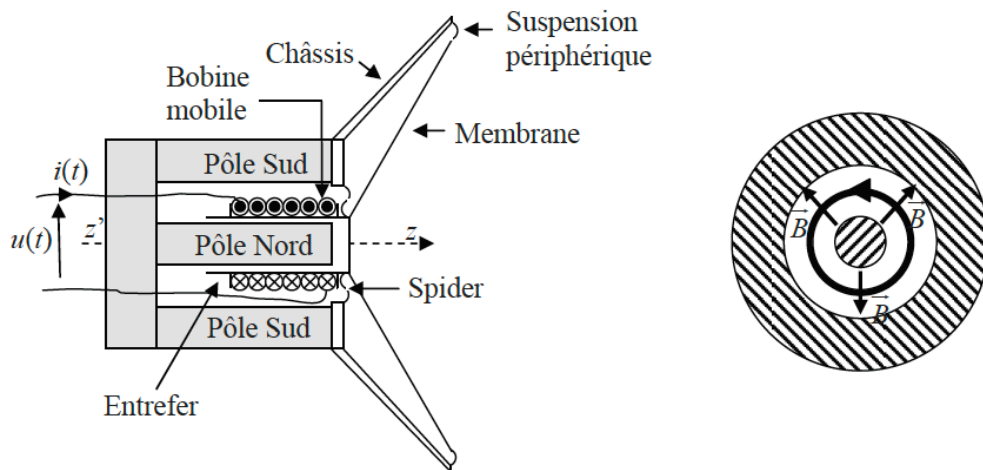 Suspension
périphérique
Châssis
Bobine
mobile
Membrane
Pôle Sud
i(t)
u(t)
z'
Pôle Nord
z
Spider
Pôle Sud
Entrefer
B
B
B